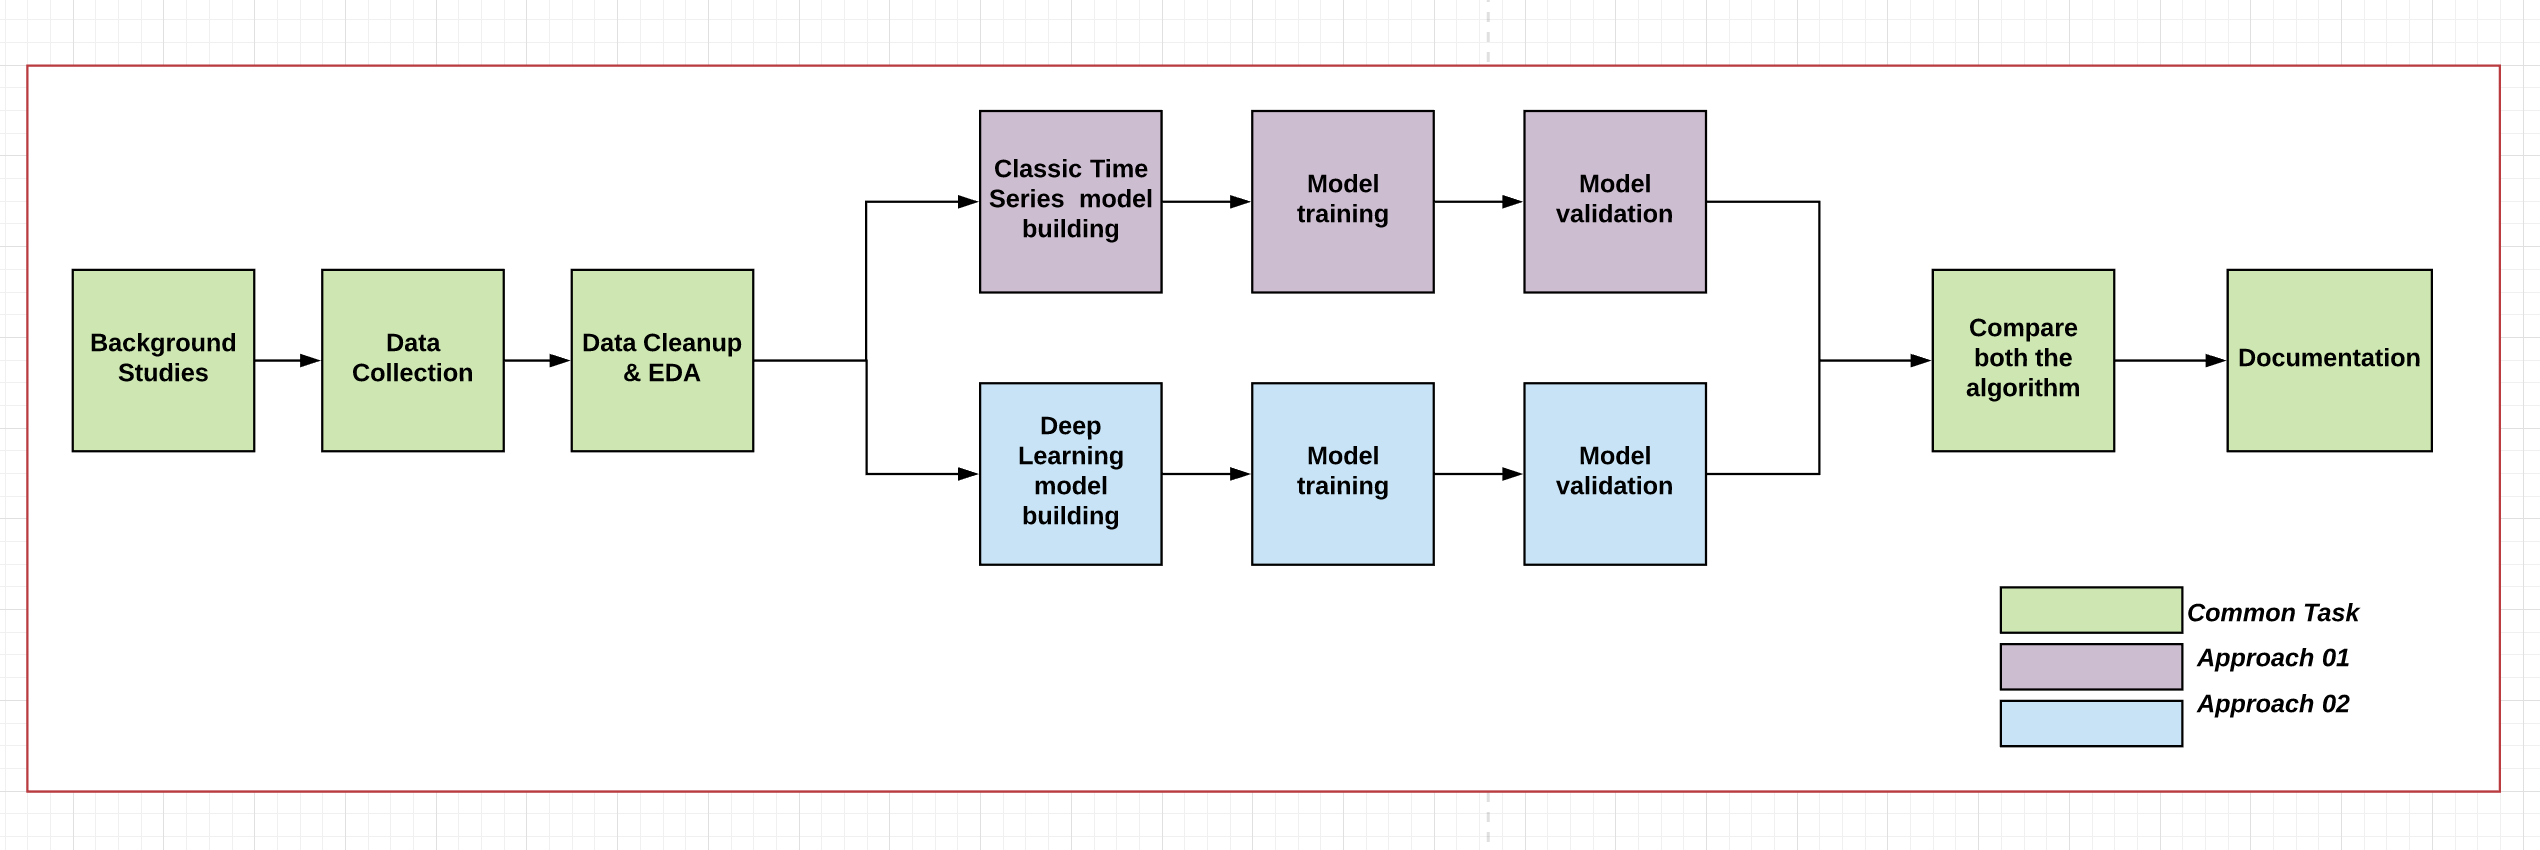 Background
Studies
Data
Collection
Data Cleanup
& EDA
Classic Time
Series  model
building
Model
training
Model
validation
Deep
Learning
model
building
Model
training
Model
validation
Compare
both the
algorithm
Documentation
Common Task
Approach 01
Approach 02